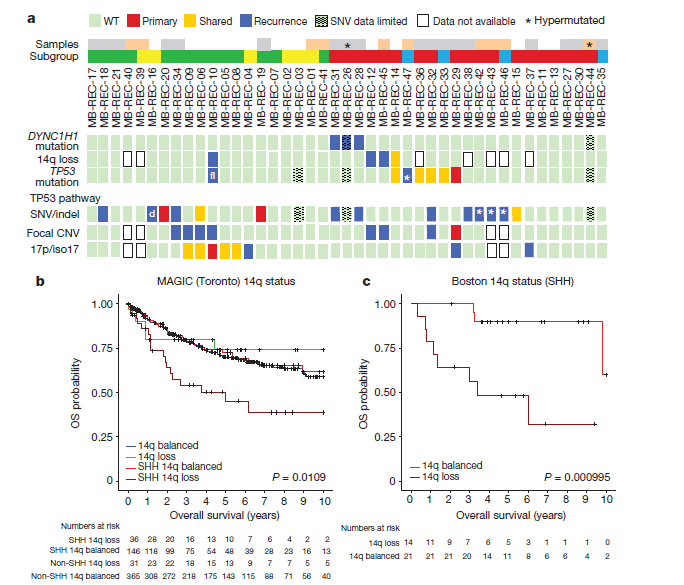 a
WT Primary Shared Recurrence SNV data limited Data not available * Hypermutated
Samples * *
Subgroup
MB-REC-17
MB-REC-18
MB-REC-21
MB-REC-40
MB-REC-39
MB-REC-16
MB-REC-20
MB-REC-34
MB-REC-09
MB-REC-06
MB-REC-10
MB-REC-05
MB-REC-08
MB-REC-04
MB-REC-19
MB-REC-07
MB-REC-02
MB-REC-03
MB-REC-01
MB-REC-41
MB-REC-31
MB-REC-26
MB-REC-28
MB-REC-12
MB-REC-45
MB-REC-14
MB-REC-47
MB-REC-36
MB-REC-32
MB-REC-33
MB-REC-29
MB-REC-38
MB-REC-42
MB-REC-43
MB-REC-46
MB-REC-15
MB-REC-37
MB-REC-11
MB-REC-13
MB-REC-27
MB-REC-30
MB-REC-44
MB-REC-35
DYNC1H1
mutation
14q loss
TP53
mutation fl *
TP53 pathway
SNV/indel d * * *
Focal CNV
17p/iso17
b MAGIC (Toronto) 14q status
OS probability
1.00
0.75
0.50
0.25
0
14q balanced
14q loss
SHH 14q balanced
SHH 14q loss
P = 0.0109
0 1 2 3 4 5 6 7 8 9 10
Overall survival (years)
Numbers at risk
SHH 14q loss 36 28 20 16 13 10 7 6 4 2 2
SHH 14q balanced 146 118 99 75 54 48 39 28 23 16 13
Non-SHH 14q loss 31 23 22 18 15 13 9 7 7 5 5
Non-SHH 14q balanced 365 308 272 218 175 143 115 88 71 56 40
c Boston 14q status (SHH)
OS probability
1.00
0.75
0.50
0.25
0
14q balanced
14q loss
P = 0.000995
0 1 2 3 4 5 6 7 8 9 10
Overall survival (years)
Numbers at risk
14q loss 14 11 9 7 6 5 3 1 1 1 0
14q balanced 21 21 21 20 14 11 8 6 6 4 2